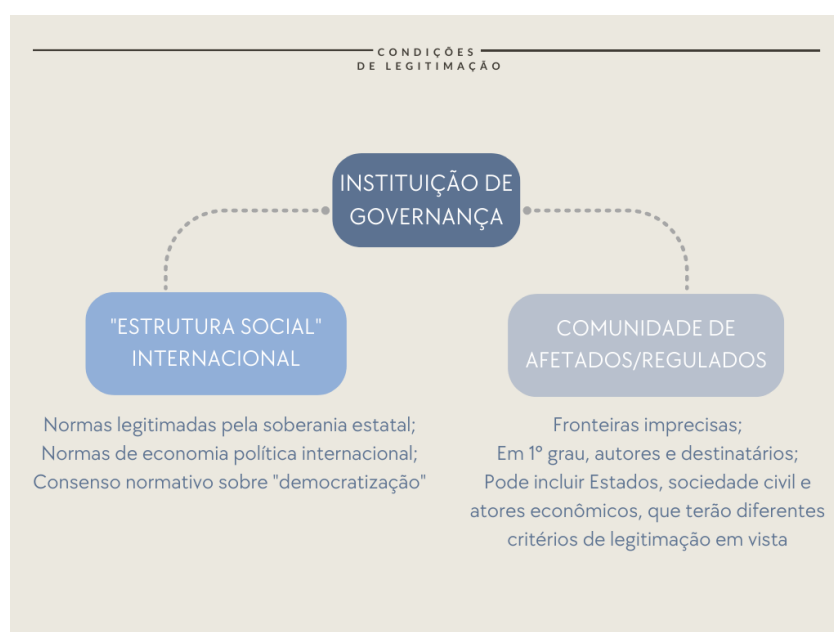 CONDIÇÕES
DE LEGITIMAÇÃO
INSTITUIÇÃO DE
GOVERNANÇA
"ESTRUTURA SOCIAL"
INTERNACIONAL
Normas legitimadas pela soberania estatal;
Normas de economia política internacional;
Consenso normativo sobre "democratização"
COMUNIDADE DE
AFETADOS/REGULADOS
Fronteiras imprecisas;
Em 1º grau, autores e destinatários;
Pode incluir Estados, sociedade civil e
atores econômicos, que terão diferentes
critérios de legitimação em vista